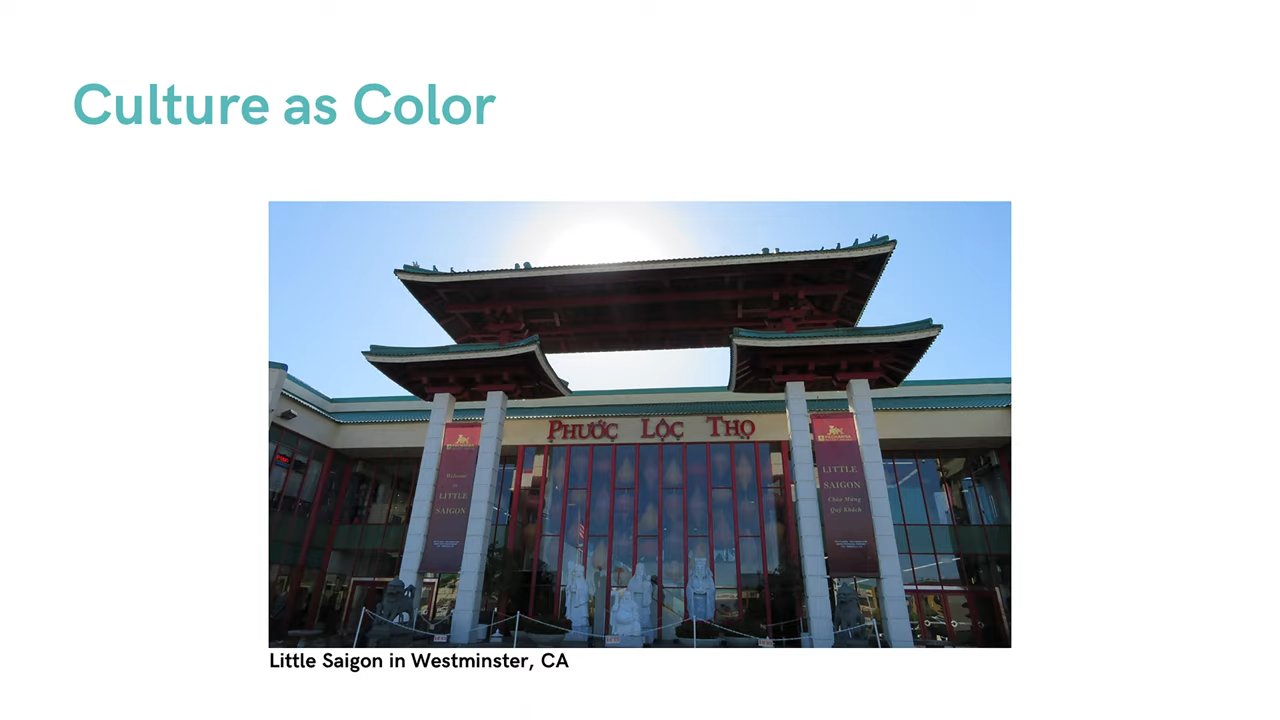 Culture as Color
PHƯỚC LỘC THỌ
Welcome
to
LITTLE
SAIGON
LITTLE
SAIGON
Chúc Mừng
Quý Khách
Little Saigon in Westminster, CA